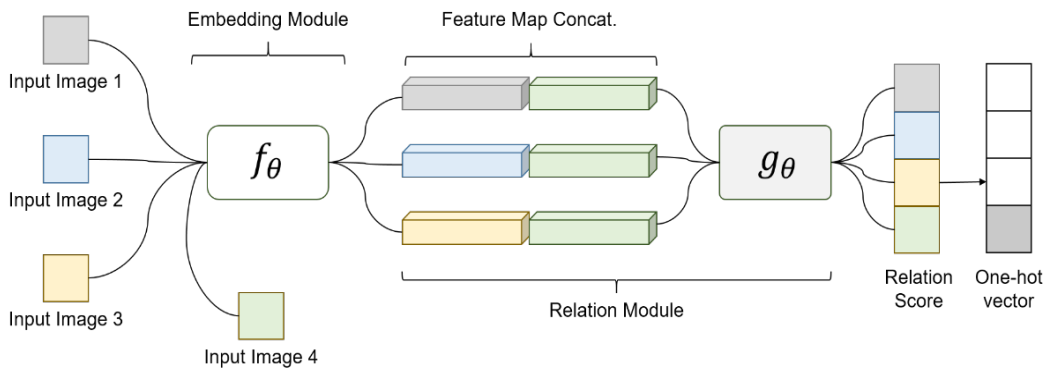 Embedding Module
Feature Map Concat.
Input Image 1
Input Image 2
Input Image 3
Input Image 4
fθ
gθ
Relation Module
Relation
Score
One-hot
vector